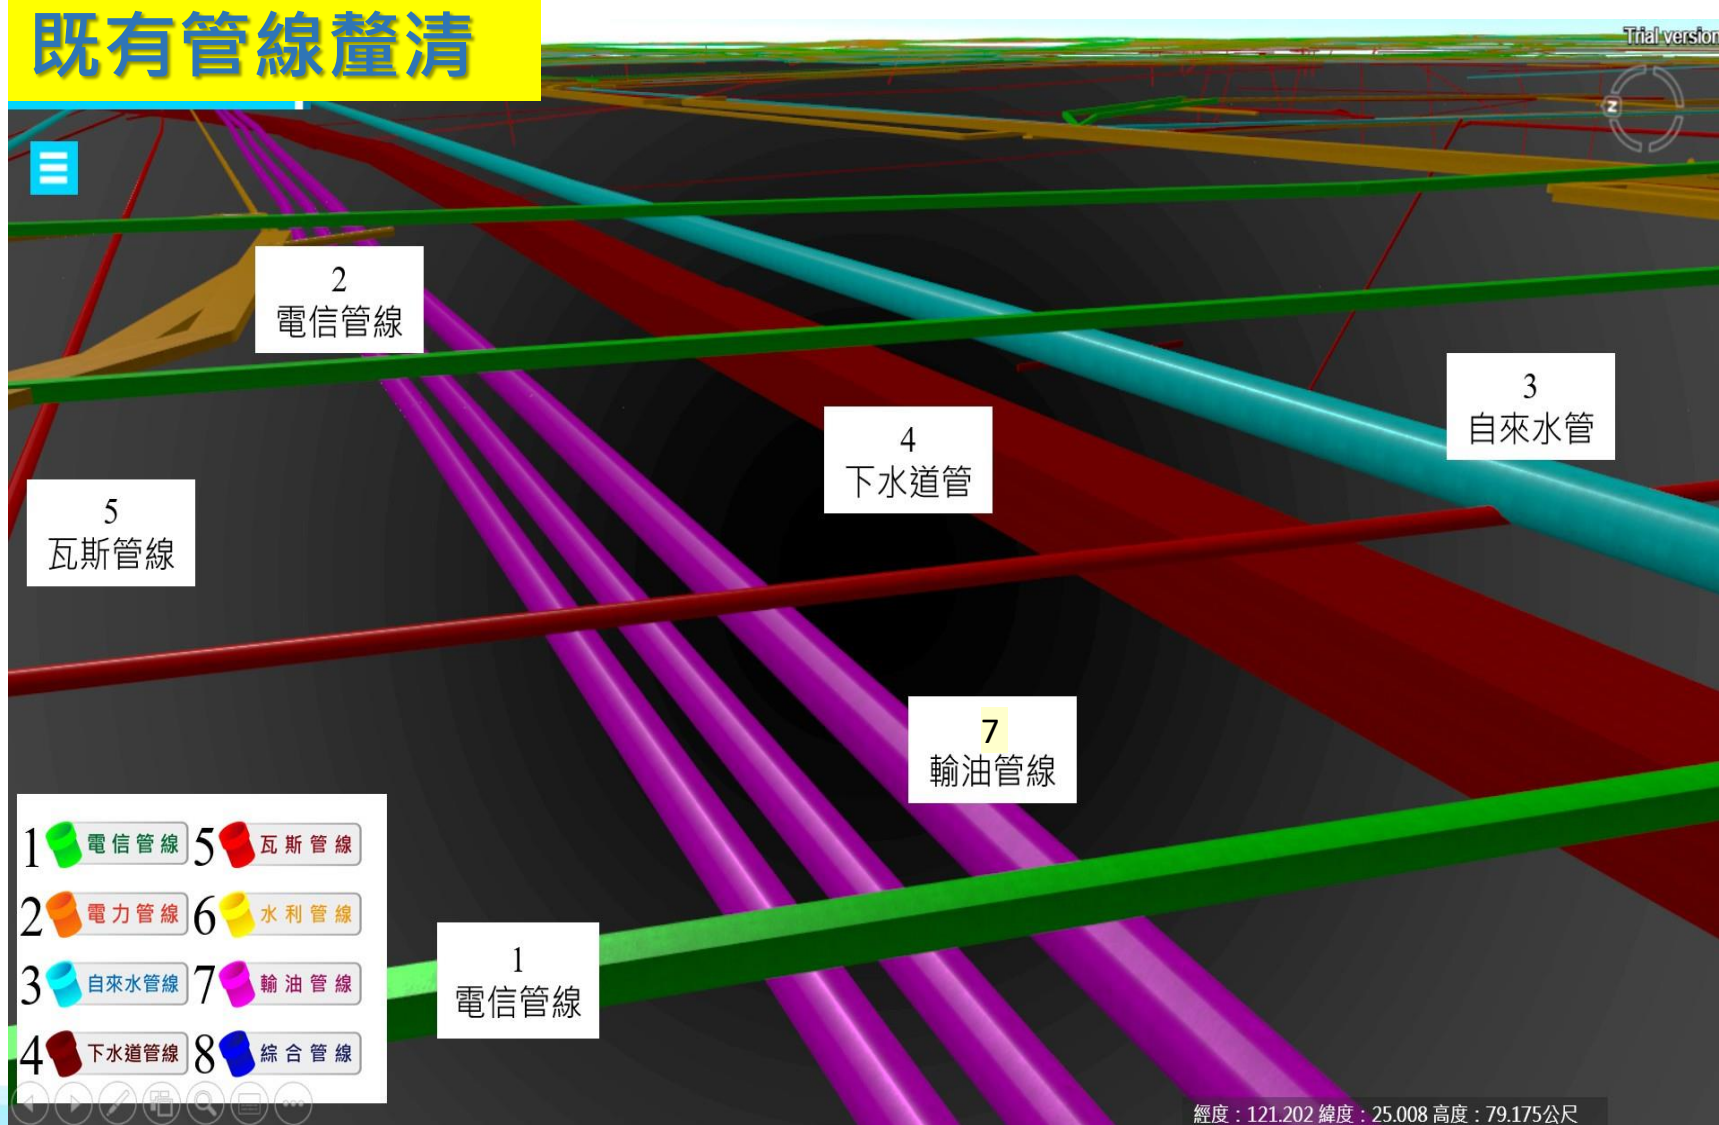 既有管線釐清
Trial version
Z
2
電信管線
3
自來水管
4
下水道管
5
瓦斯管線
7
輸油管線
1
電信管線
1 電信管線 5 瓦斯管線
2 電力管線 6 水利管線
3 自來水管線 7 輸油管線
4 下水道管線 8 綜合管線
經度：121.202 緯度：25.008 高度：79.175公尺